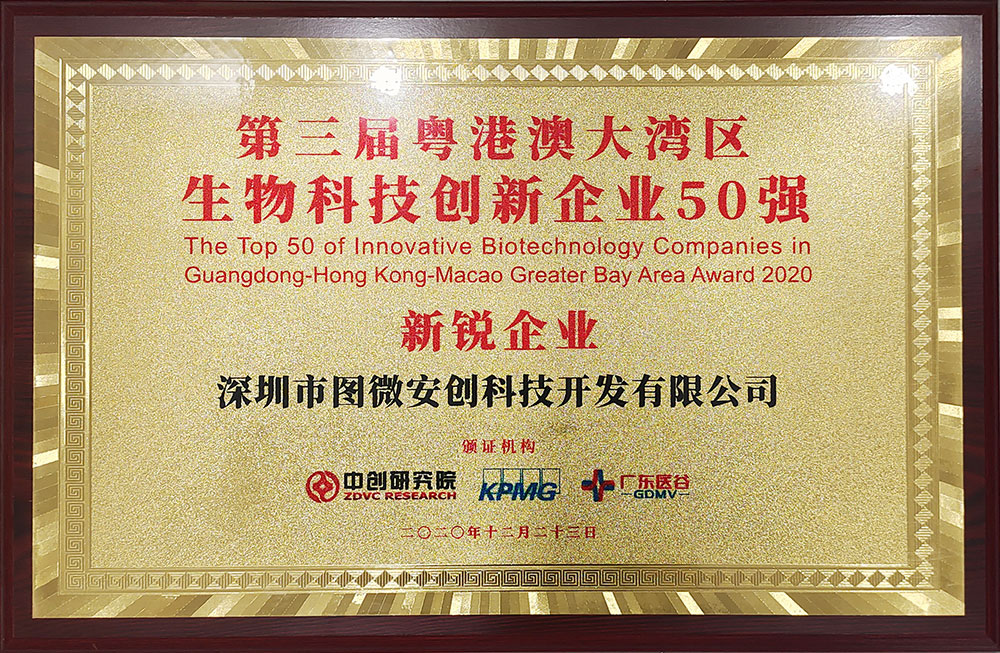 第三届粤港澳大湾区
生物科技创新企业50强
The Top 50 of Innovative Biotechnology Companies in
Guangdong-Hong Kong-Macao Greater Bay Area Award 2020
新锐企业
深圳市图微安创科技开发有限公司
颁证机构
中创研究院 KPMG 广东医谷
ZDVC RESEARCH GDMV
二〇二〇年十二月二十三日